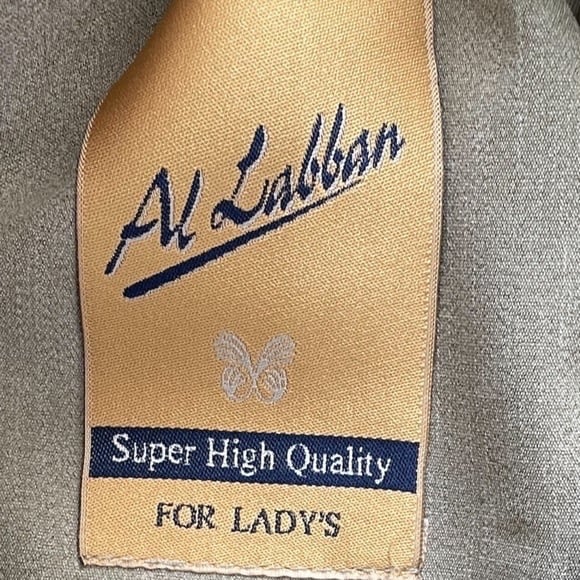 Al Labban
Super High Quality
FOR LADY'S